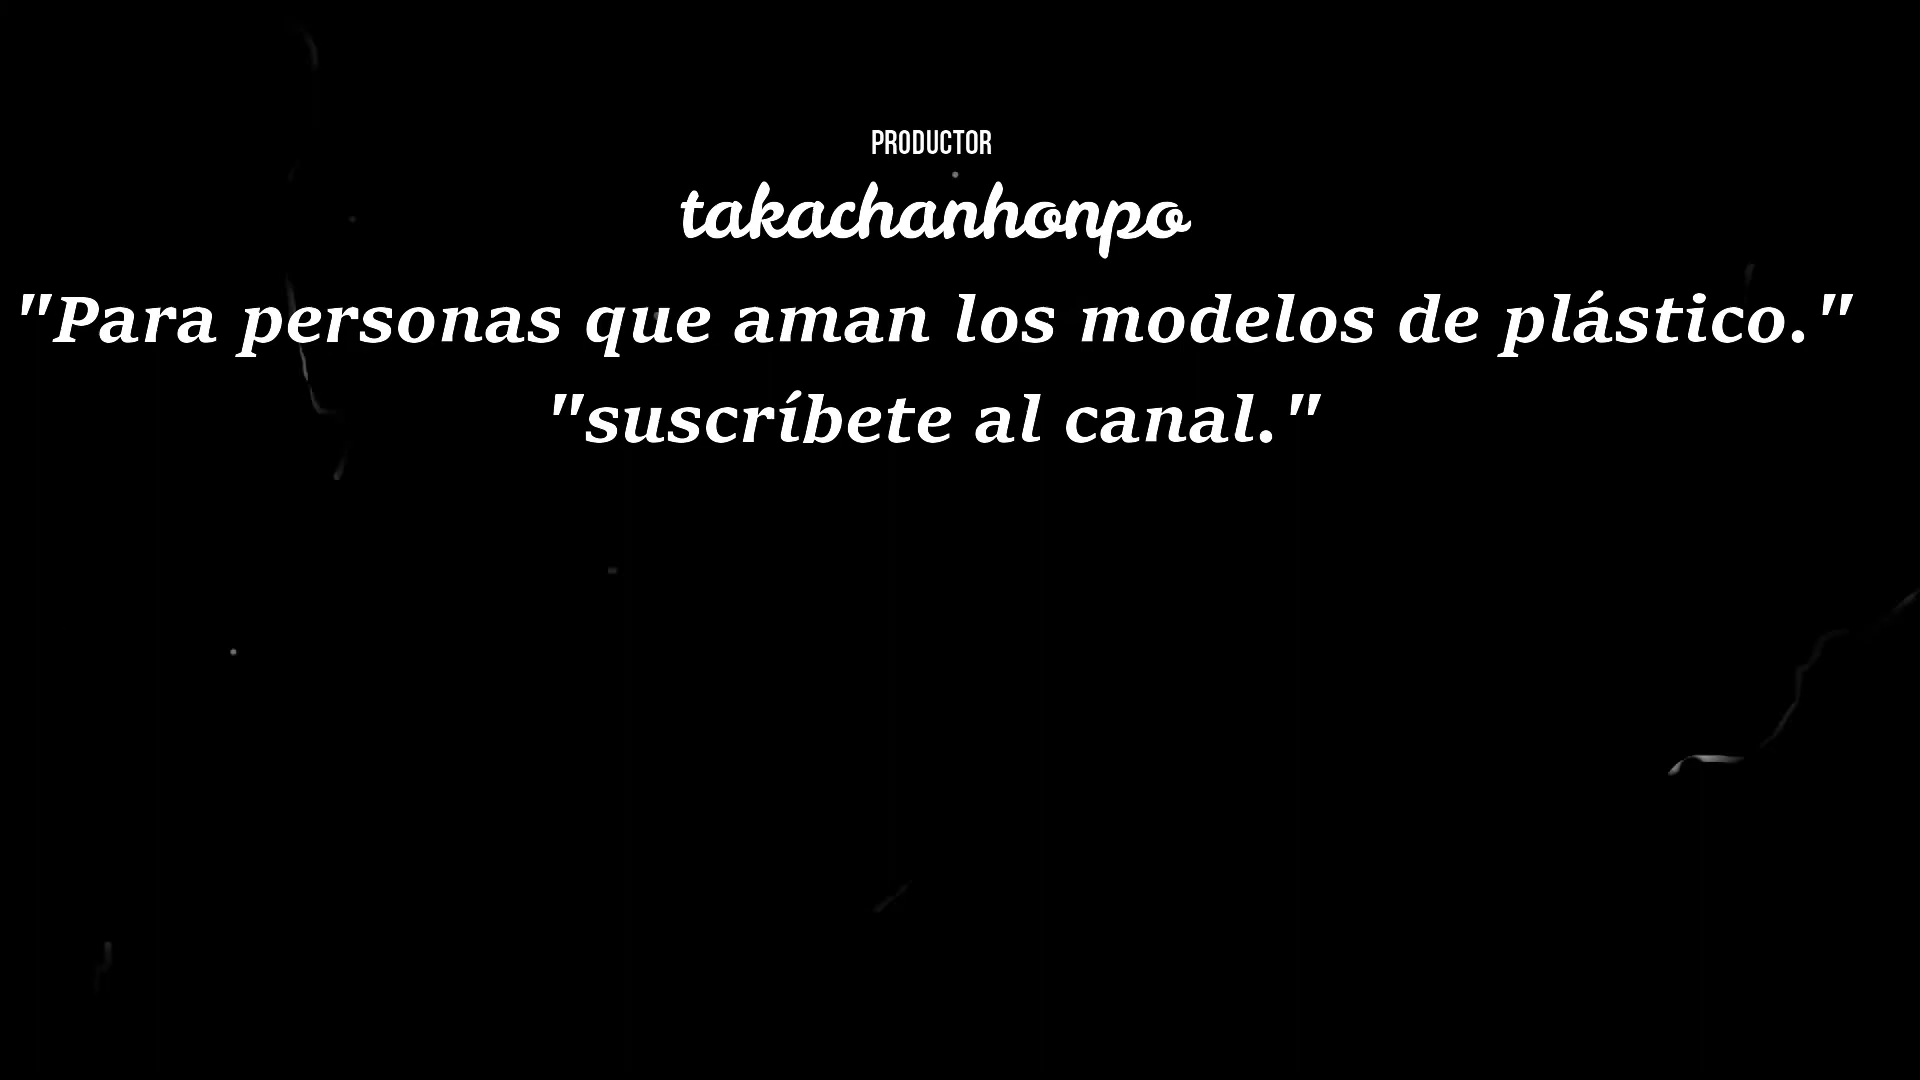 PRODUCTOR
takachanhonpo
"Para personas que aman los modelos de plástico."
"suscríbete al canal."